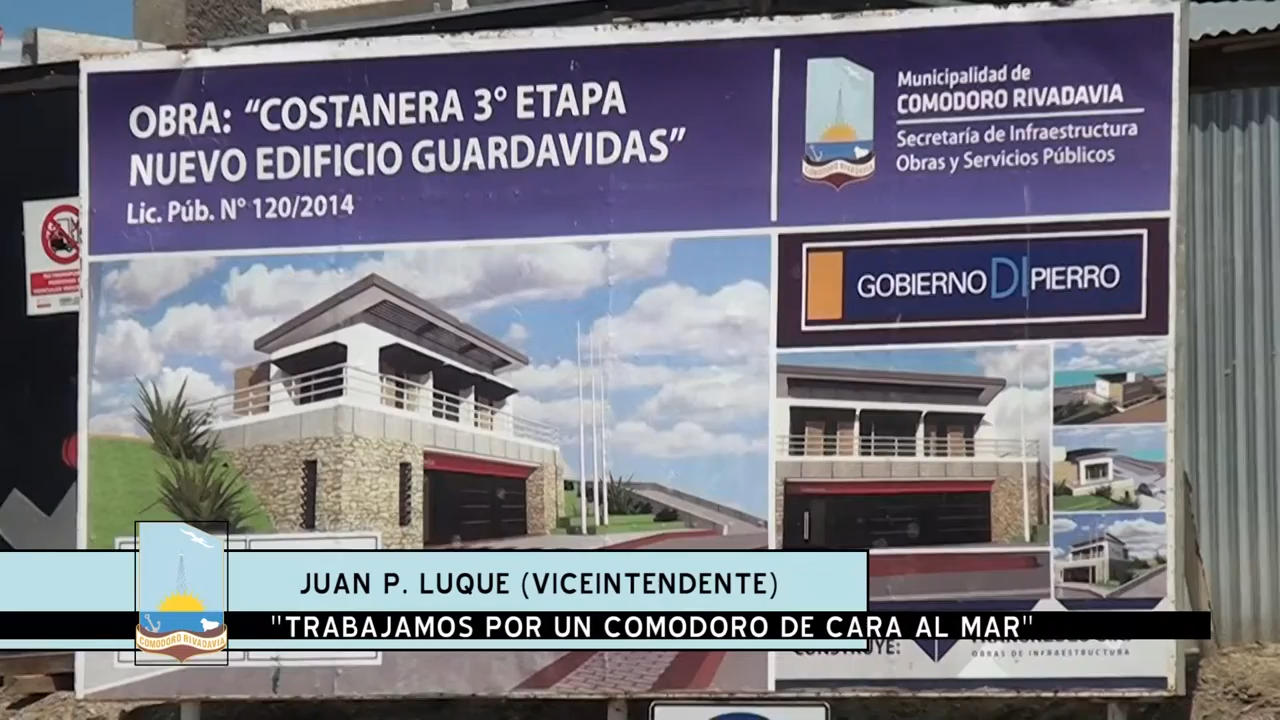 OBRA: “COSTANERA 3° ETAPA
NUEVO EDIFICIO GUARDAVIDAS”
Lic. Púb. N° 120/2014
Municipalidad de
COMODORO RIVADAVIA
Secretaría de Infraestructura
Obras y Servicios Públicos
COMODORO RIVADAVIA
GOBIERNO DI PIERRO
JUAN P. LUQUE (VICEINTENDENTE)
"TRABAJAMOS POR UN COMODORO DE CARA AL MAR"
COMODORO RIVADAVIA
CONSTRUYE:
OBRAS DE INFRAESTRUCTURA